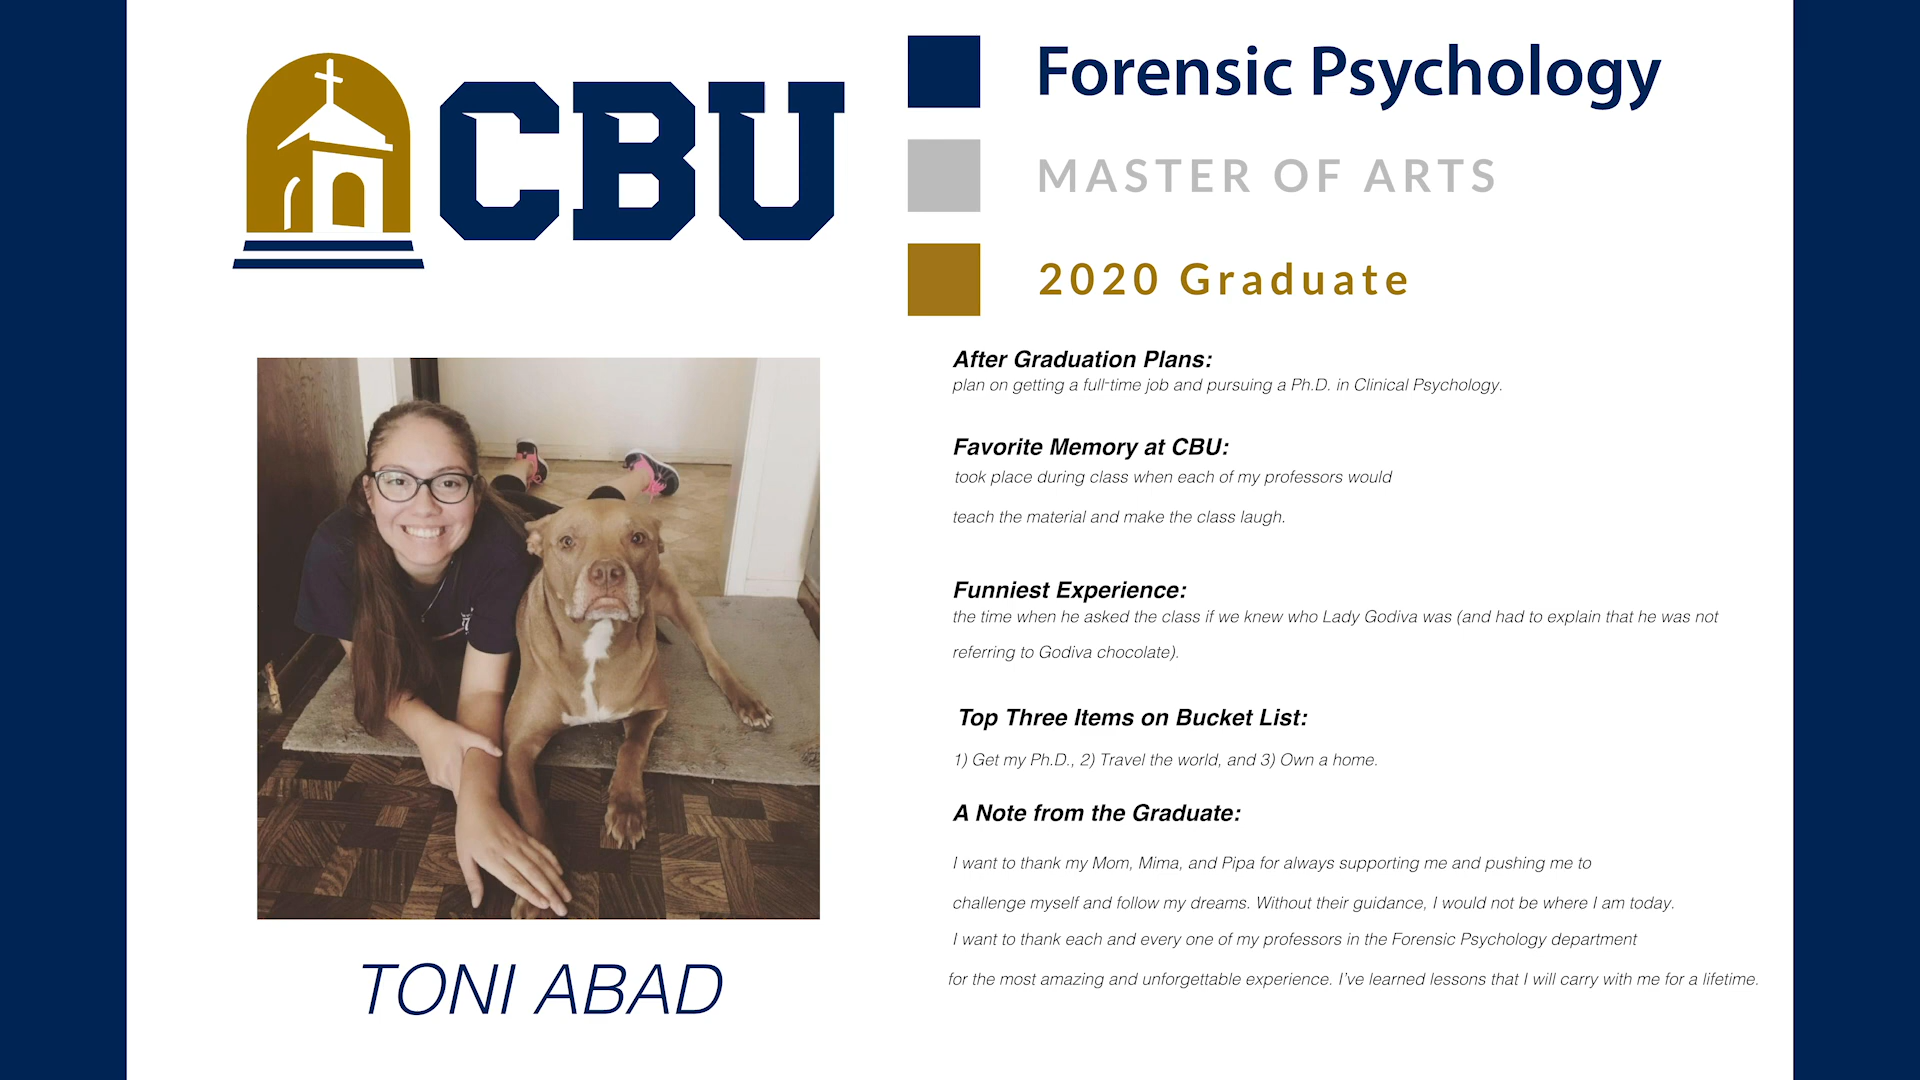 CBU
Forensic Psychology
MASTER OF ARTS
2020 Graduate
After Graduation Plans:
plan on getting a full-time job and pursuing a Ph.D. in Clinical Psychology.
Favorite Memory at CBU:
took place during class when each of my professors would
teach the material and make the class laugh.
Funniest Experience:
the time when he asked the class if we knew who Lady Godiva was (and had to explain that he was not
referring to Godiva chocolate).
Top Three Items on Bucket List:
1) Get my Ph.D., 2) Travel the world, and 3) Own a home.
A Note from the Graduate:
I want to thank my Mom, Mima, and Pipa for always supporting me and pushing me to
challenge myself and follow my dreams. Without their guidance, I would not be where I am today.
I want to thank each and every one of my professors in the Forensic Psychology department
for the most amazing and unforgettable experience. I've learned lessons that I will carry with me for a lifetime.
TONI ABAD